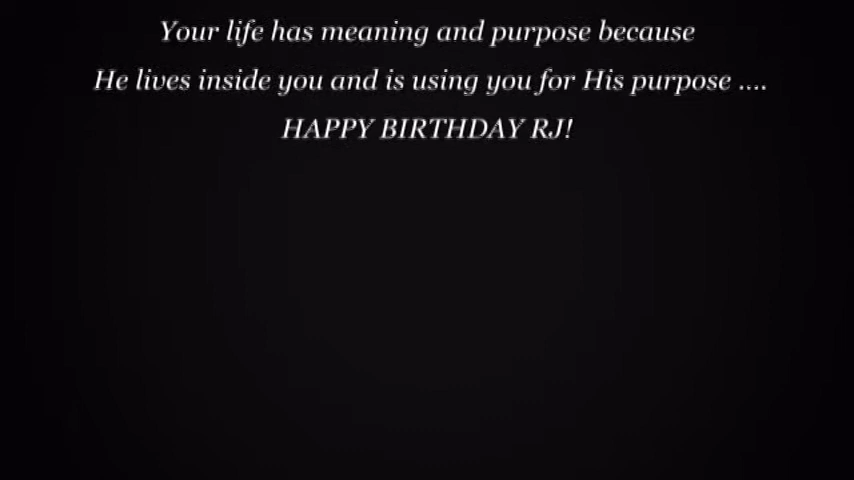 Your life has meaning and purpose because
He lives inside you and is using you for His purpose ....
HAPPY BIRTHDAY RJ!